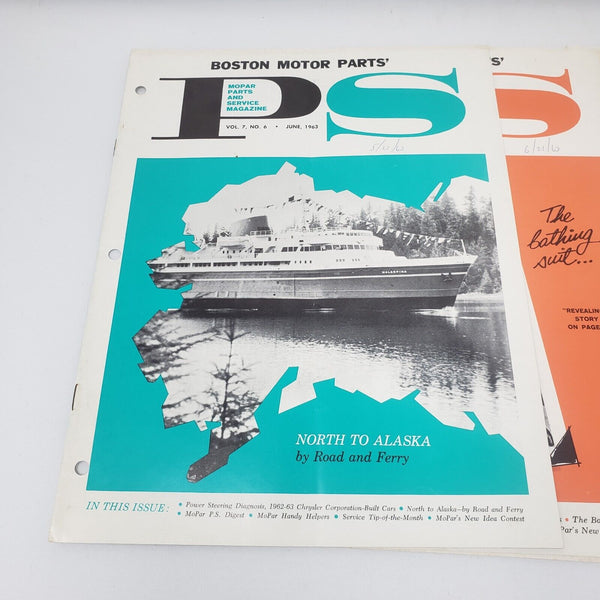 BOSTON MOTOR PARTS'
PS
MOPAR
PARTS
AND
SERVICE
MAGAZINE
VOL. 7, NO. 6 • JUNE, 1963
MALASPINA
NORTH TO ALASKA
by Road and Ferry
IN THIS ISSUE: • Power Steering Diagnosis, 1962-63 Chrysler Corporation-Built Cars • North to Alaska—by Road and Ferry
• MoPar P.S. Digest • MoPar Handy Helpers • Service Tip-of-the-Month • MoPar's New Idea Contest
S'
S
The
bathing
suit...
"REVEALING
STORY
ON PAGE
• The Ba
Par's New